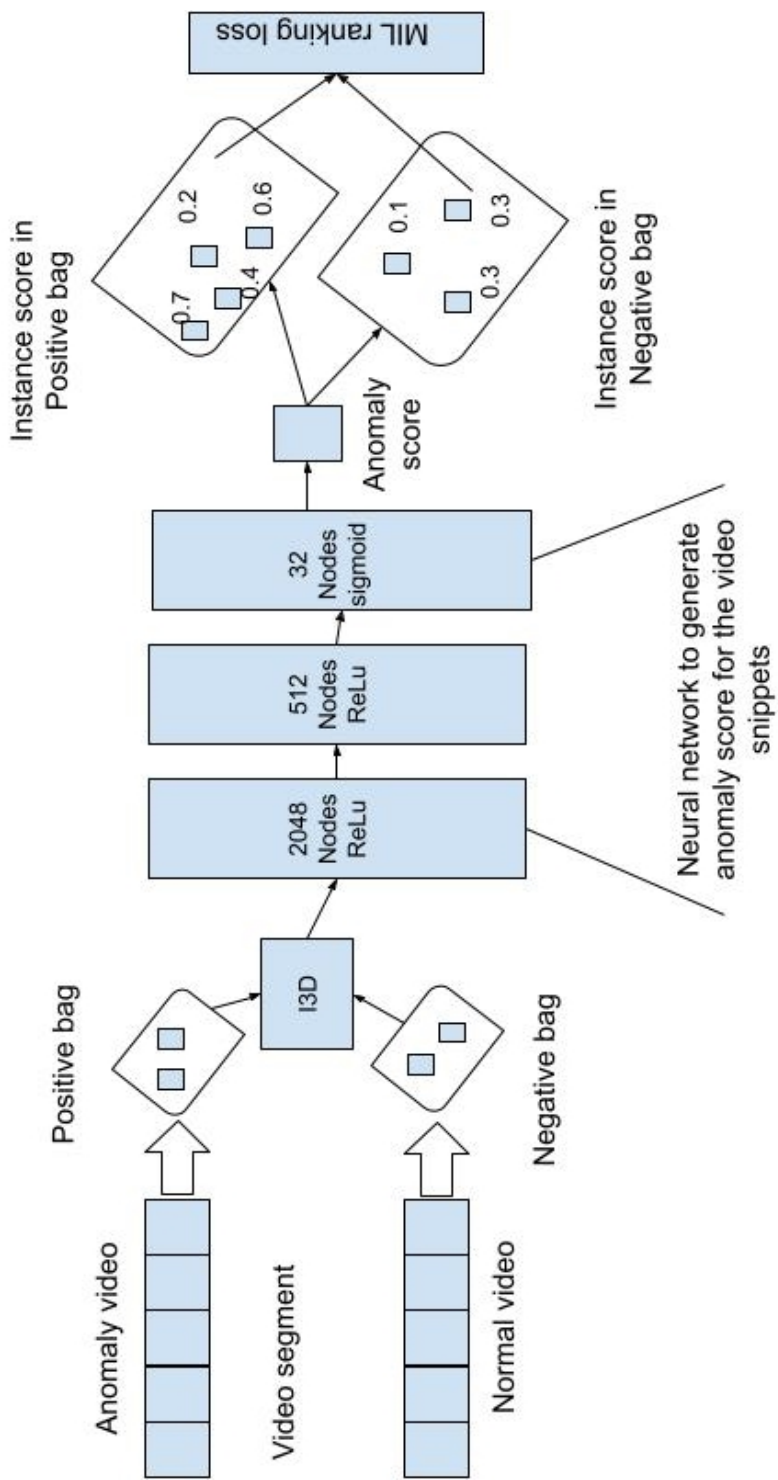 Anomaly video
Video segment
Normal video
Positive bag
Negative bag
I3D
2048
Nodes
ReLu
512
Nodes
ReLu
32
Nodes
sigmoid
Neural network to generate
anomaly score for the video
snippets
Anomaly
score
Instance score in
Positive bag
0.7
0.2
0.4
0.6
Instance score in
Negative bag
0.1
0.3
0.3
MIL ranking loss